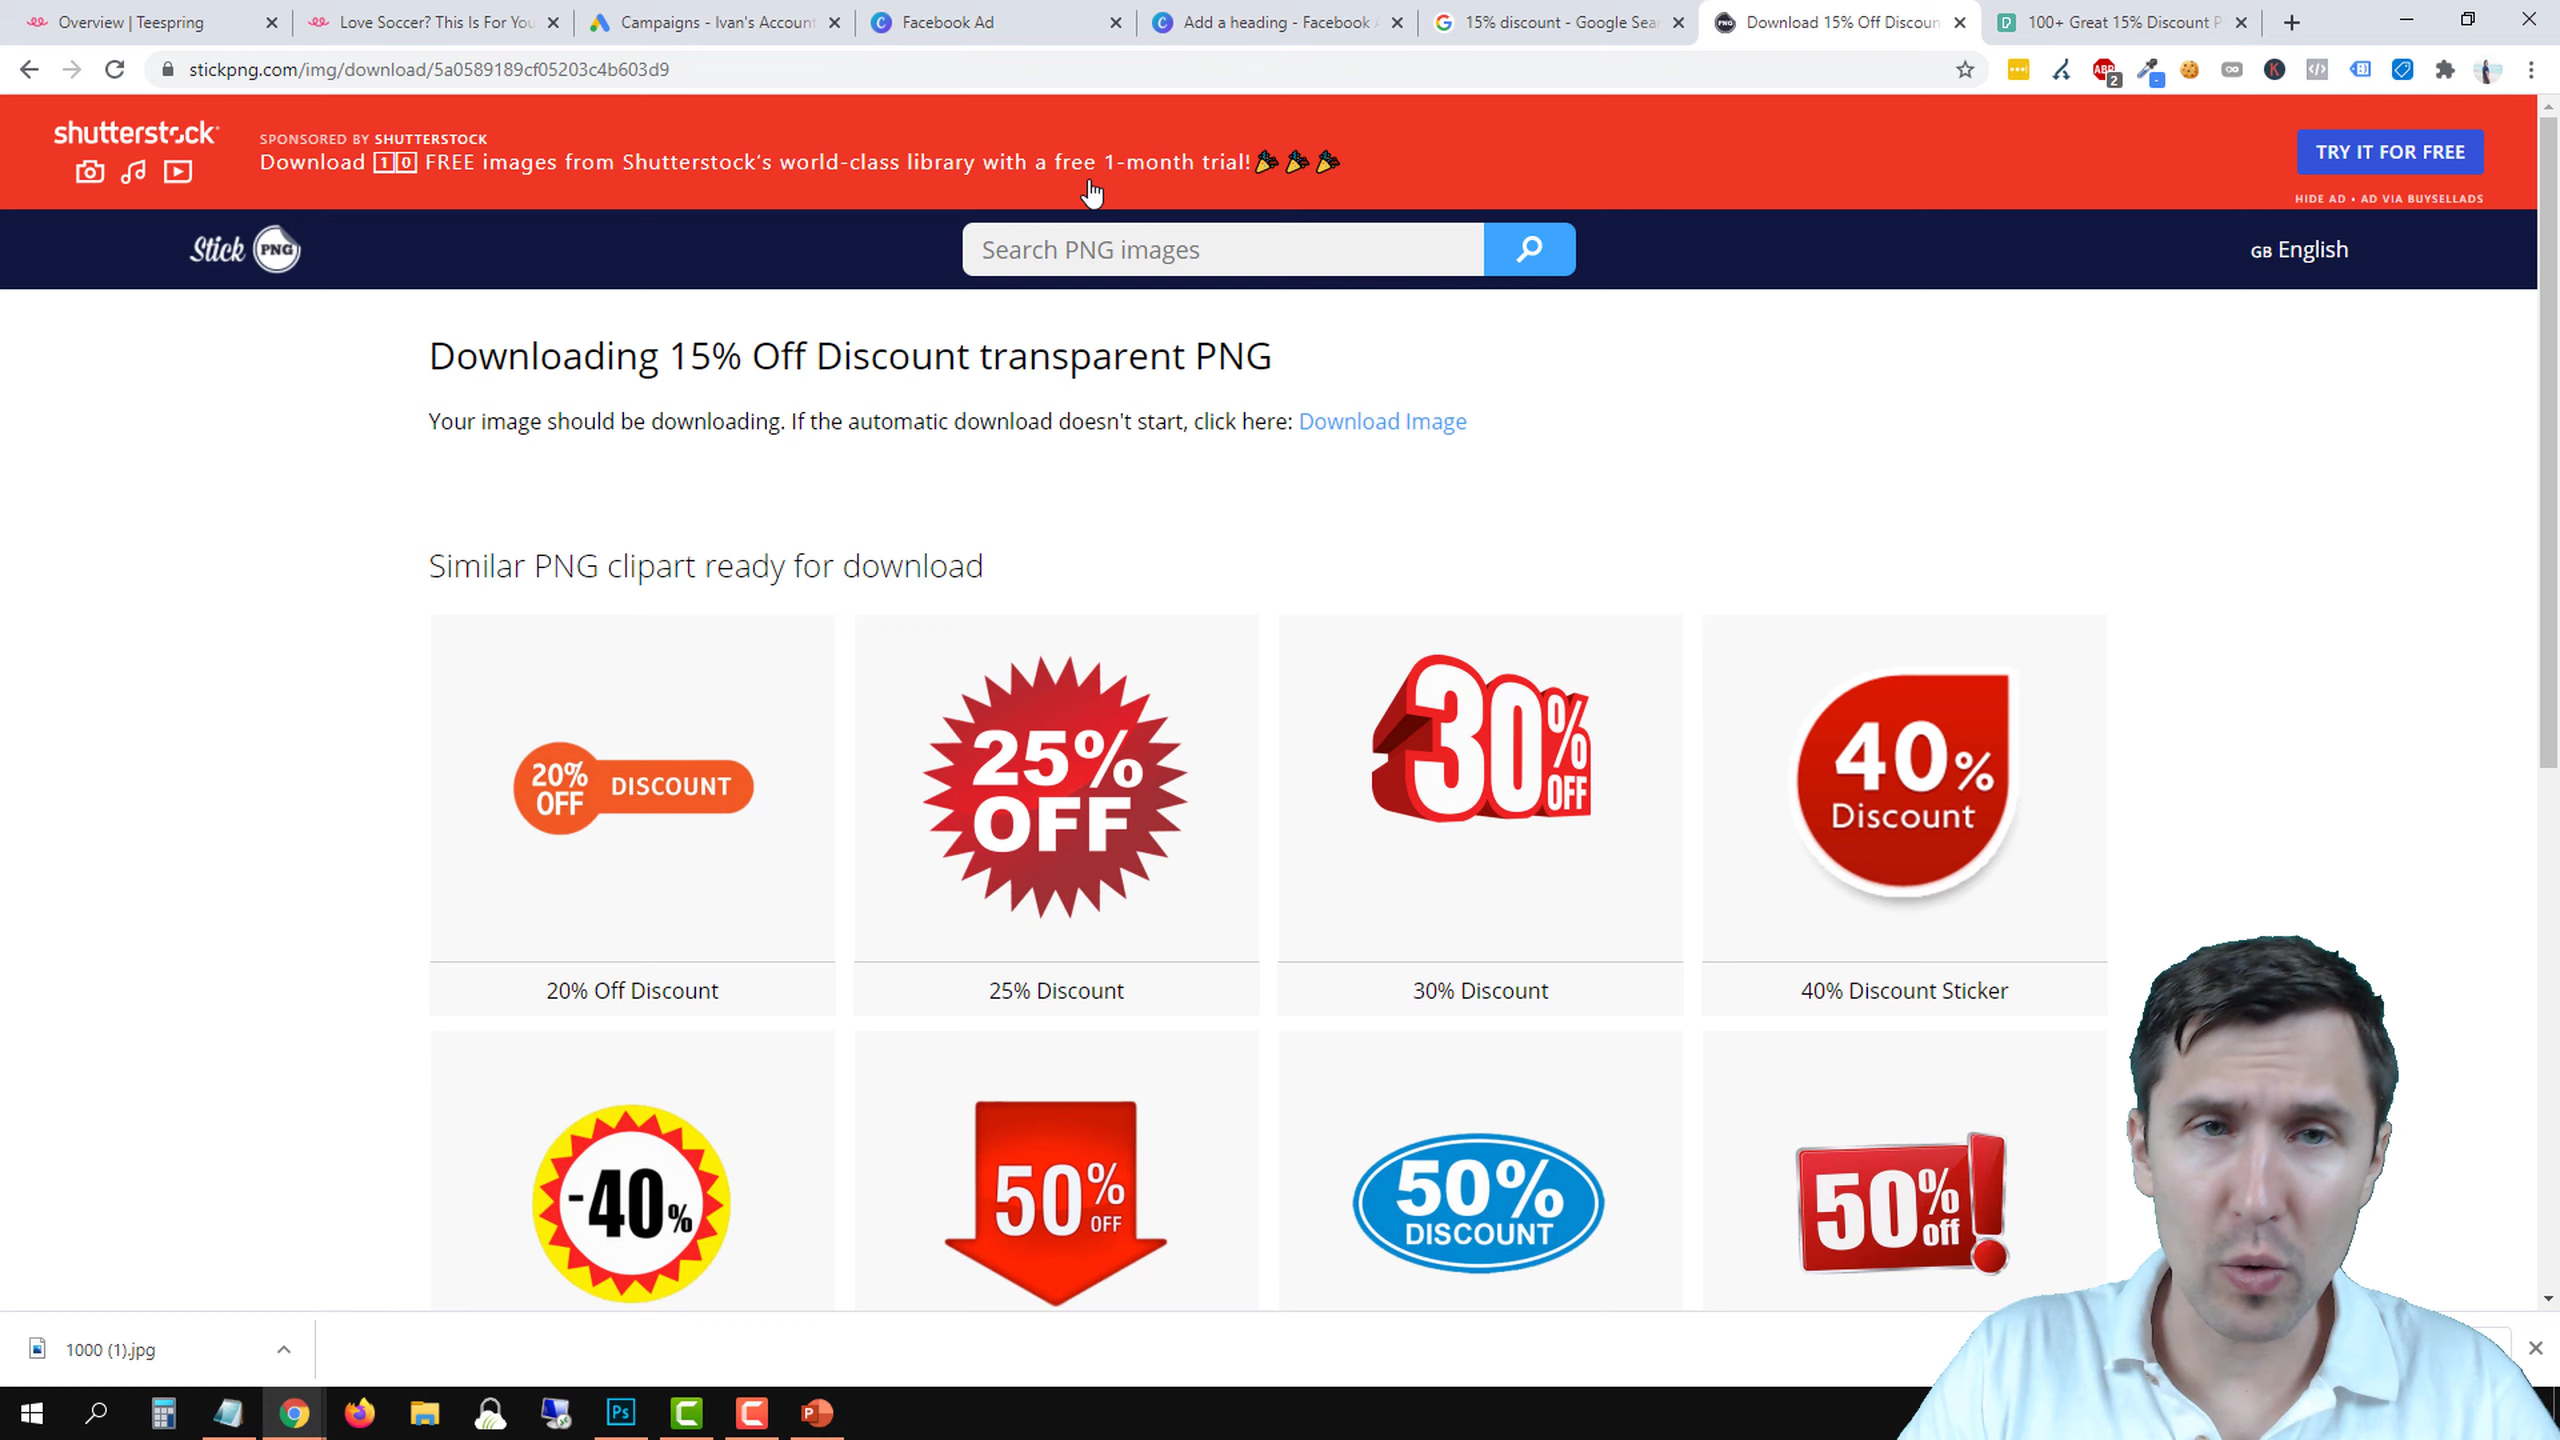 Overview | Teespring
Love Soccer? This Is For You
Campaigns - Ivan's Account
Facebook Ad
Add a heading - Facebook A
15% discount - Google Sea
Download 15% Off Discoun
100+ Great 15% Discount P
stickpng.com/img/download/5a0589189cf05203c4b603d9
ABP
2
K
shutterstock
SPONSORED BY SHUTTERSTOCK
Download 10 FREE images from Shutterstock's world-class library with a free 1-month trial!
TRY IT FOR FREE
HIDE AD • AD VIA BUYSELLADS
Stick PNG
Search PNG images
GB English
Downloading 15% Off Discount transparent PNG
Your image should be downloading. If the automatic download doesn't start, click here: Download Image
Similar PNG clipart ready for download
20% OFF DISCOUNT
25% OFF
30% OFF
40% Discount
20% Off Discount
25% Discount
30% Discount
40% Discount Sticker
-40%
50% OFF
50% DISCOUNT
50% off
1000 (1).jpg
Ps